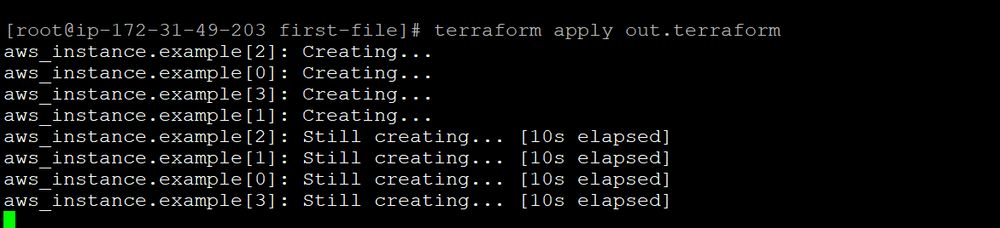 [root@ip-172-31-49-203 first-file]# terraform apply out.terraform
aws_instance.example[2]: Creating...
aws_instance.example[0]: Creating...
aws_instance.example[3]: Creating...
aws_instance.example[1]: Creating...
aws_instance.example[2]: Still creating... [10s elapsed]
aws_instance.example[1]: Still creating... [10s elapsed]
aws_instance.example[0]: Still creating... [10s elapsed]
aws_instance.example[3]: Still creating... [10s elapsed]